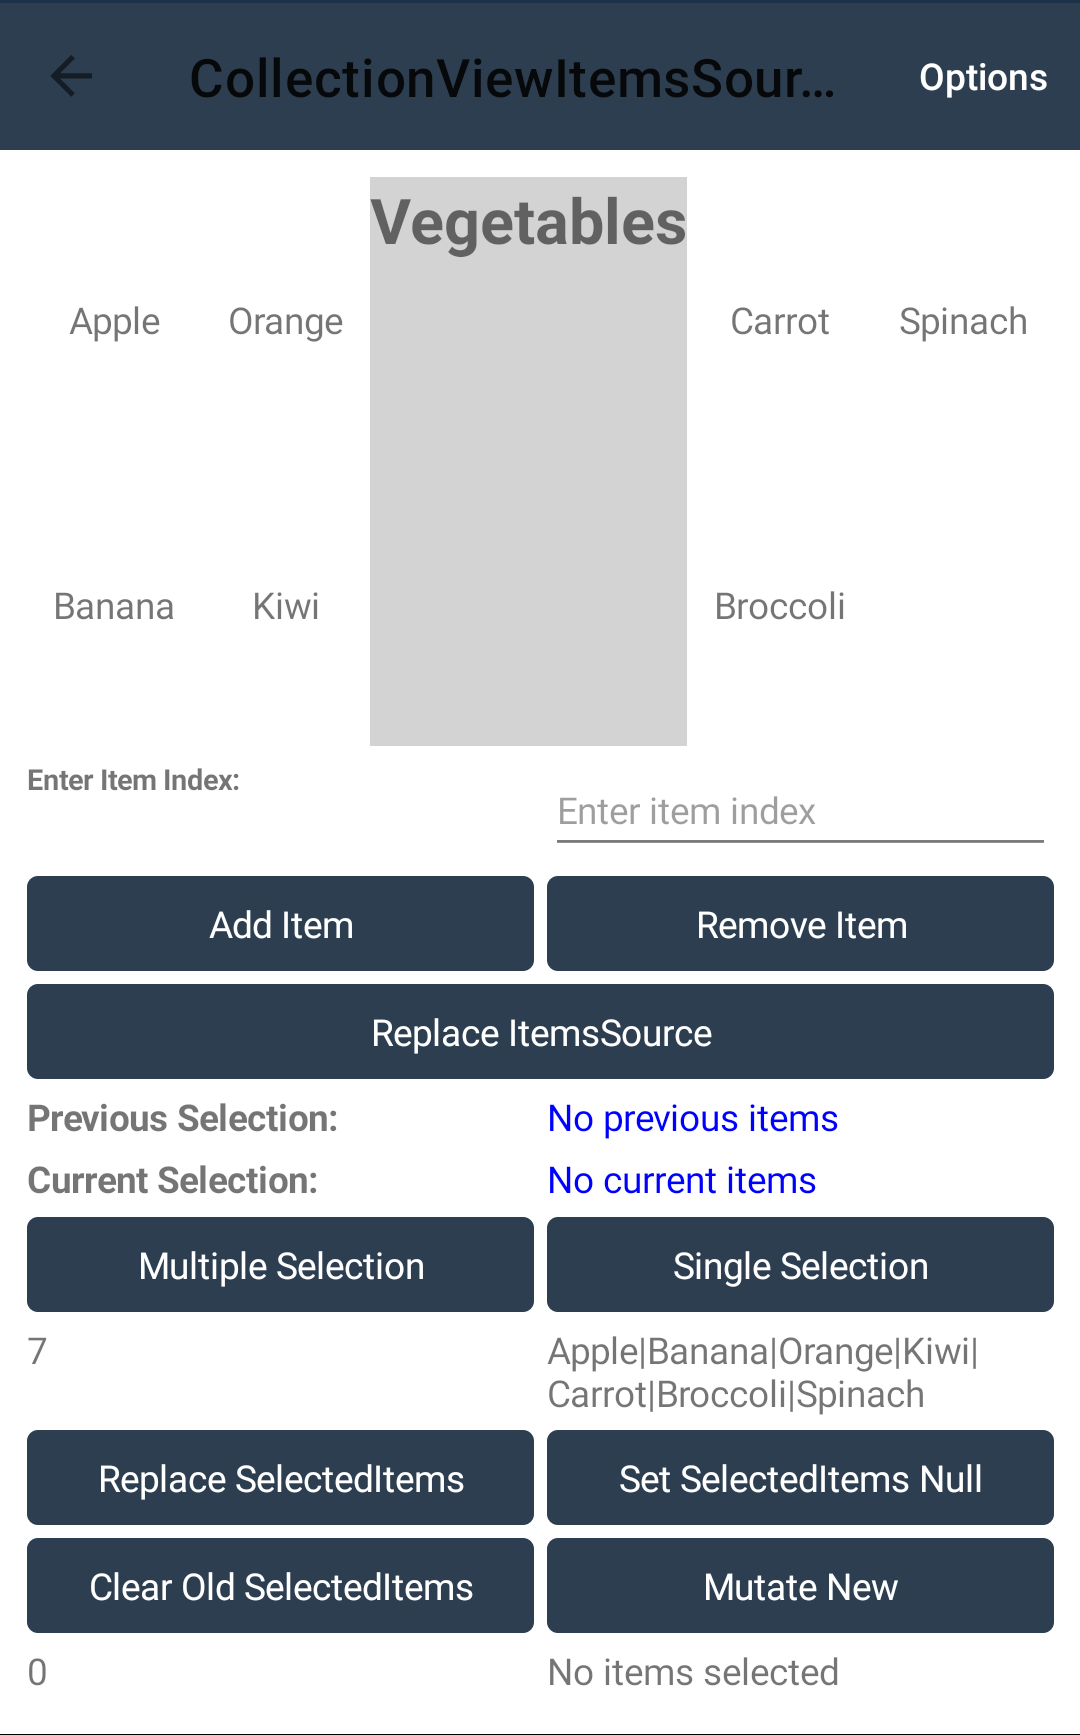 CollectionViewItemsSour...
Options
Vegetables
Apple
Orange
Carrot
Spinach
Banana
Kiwi
Broccoli
Enter Item Index:
Enter item index
Add Item
Remove Item
Replace ItemsSource
Previous Selection:
No previous items
Current Selection:
No current items
Multiple Selection
Single Selection
7
Apple|Banana|Orange|Kiwi|
Carrot|Broccoli|Spinach
Replace SelectedItems
Set SelectedItems Null
Clear Old SelectedItems
Mutate New
0
No items selected